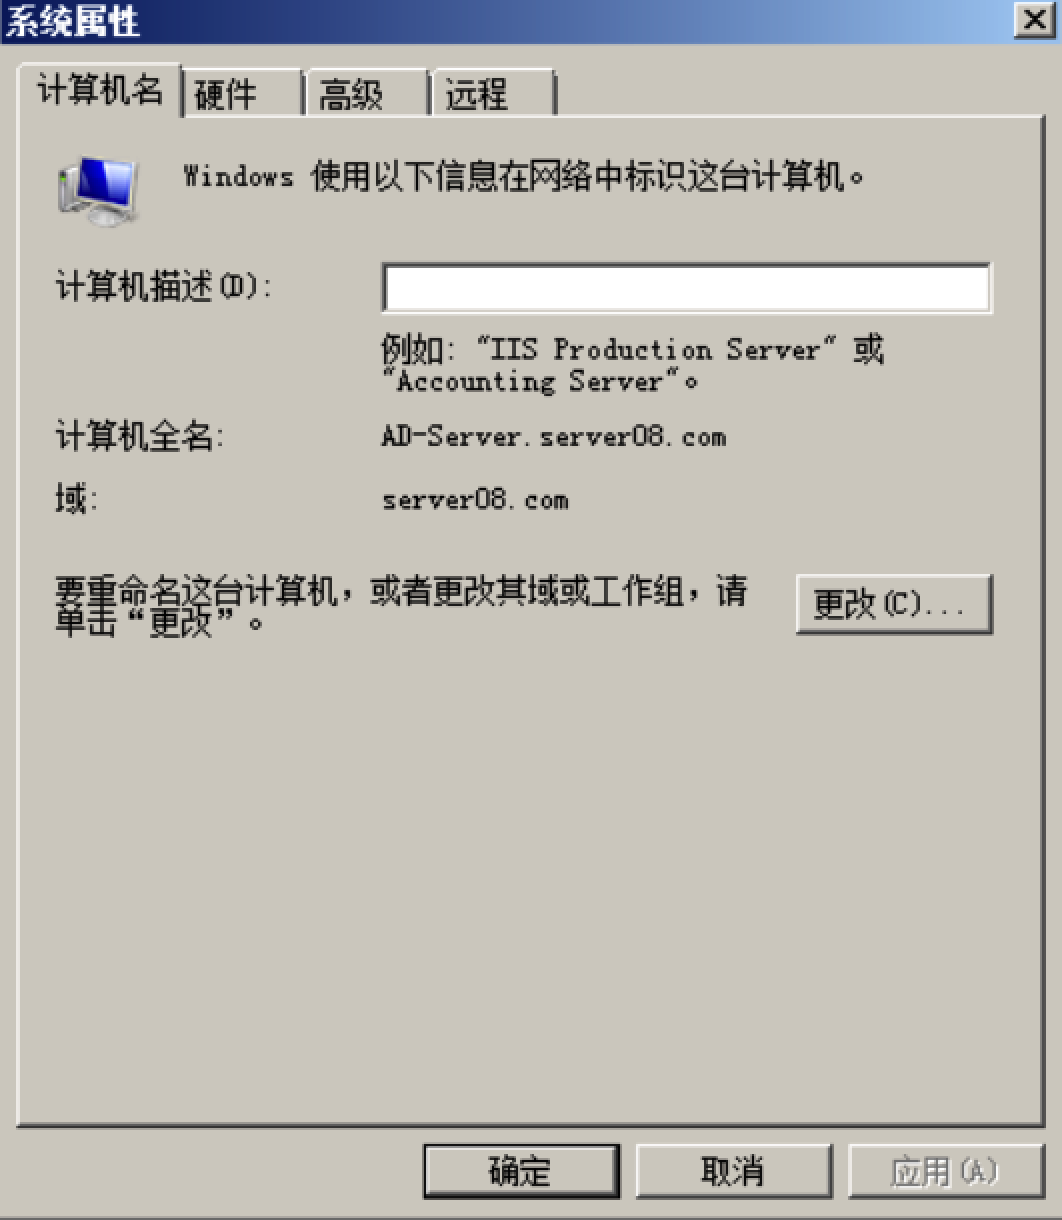 系统属性
计算机名 硬件 高级 远程
Windows 使用以下信息在网络中标识这台计算机。
计算机描述(D):
例如: "IIS Production Server" 或
"Accounting Server"。
计算机全名: AD-Server.server08.com
域: server08.com
要重命名这台计算机，或者更改其域或工作组，请
单击“更改”。
更改(C)...
确定 取消 应用(A)